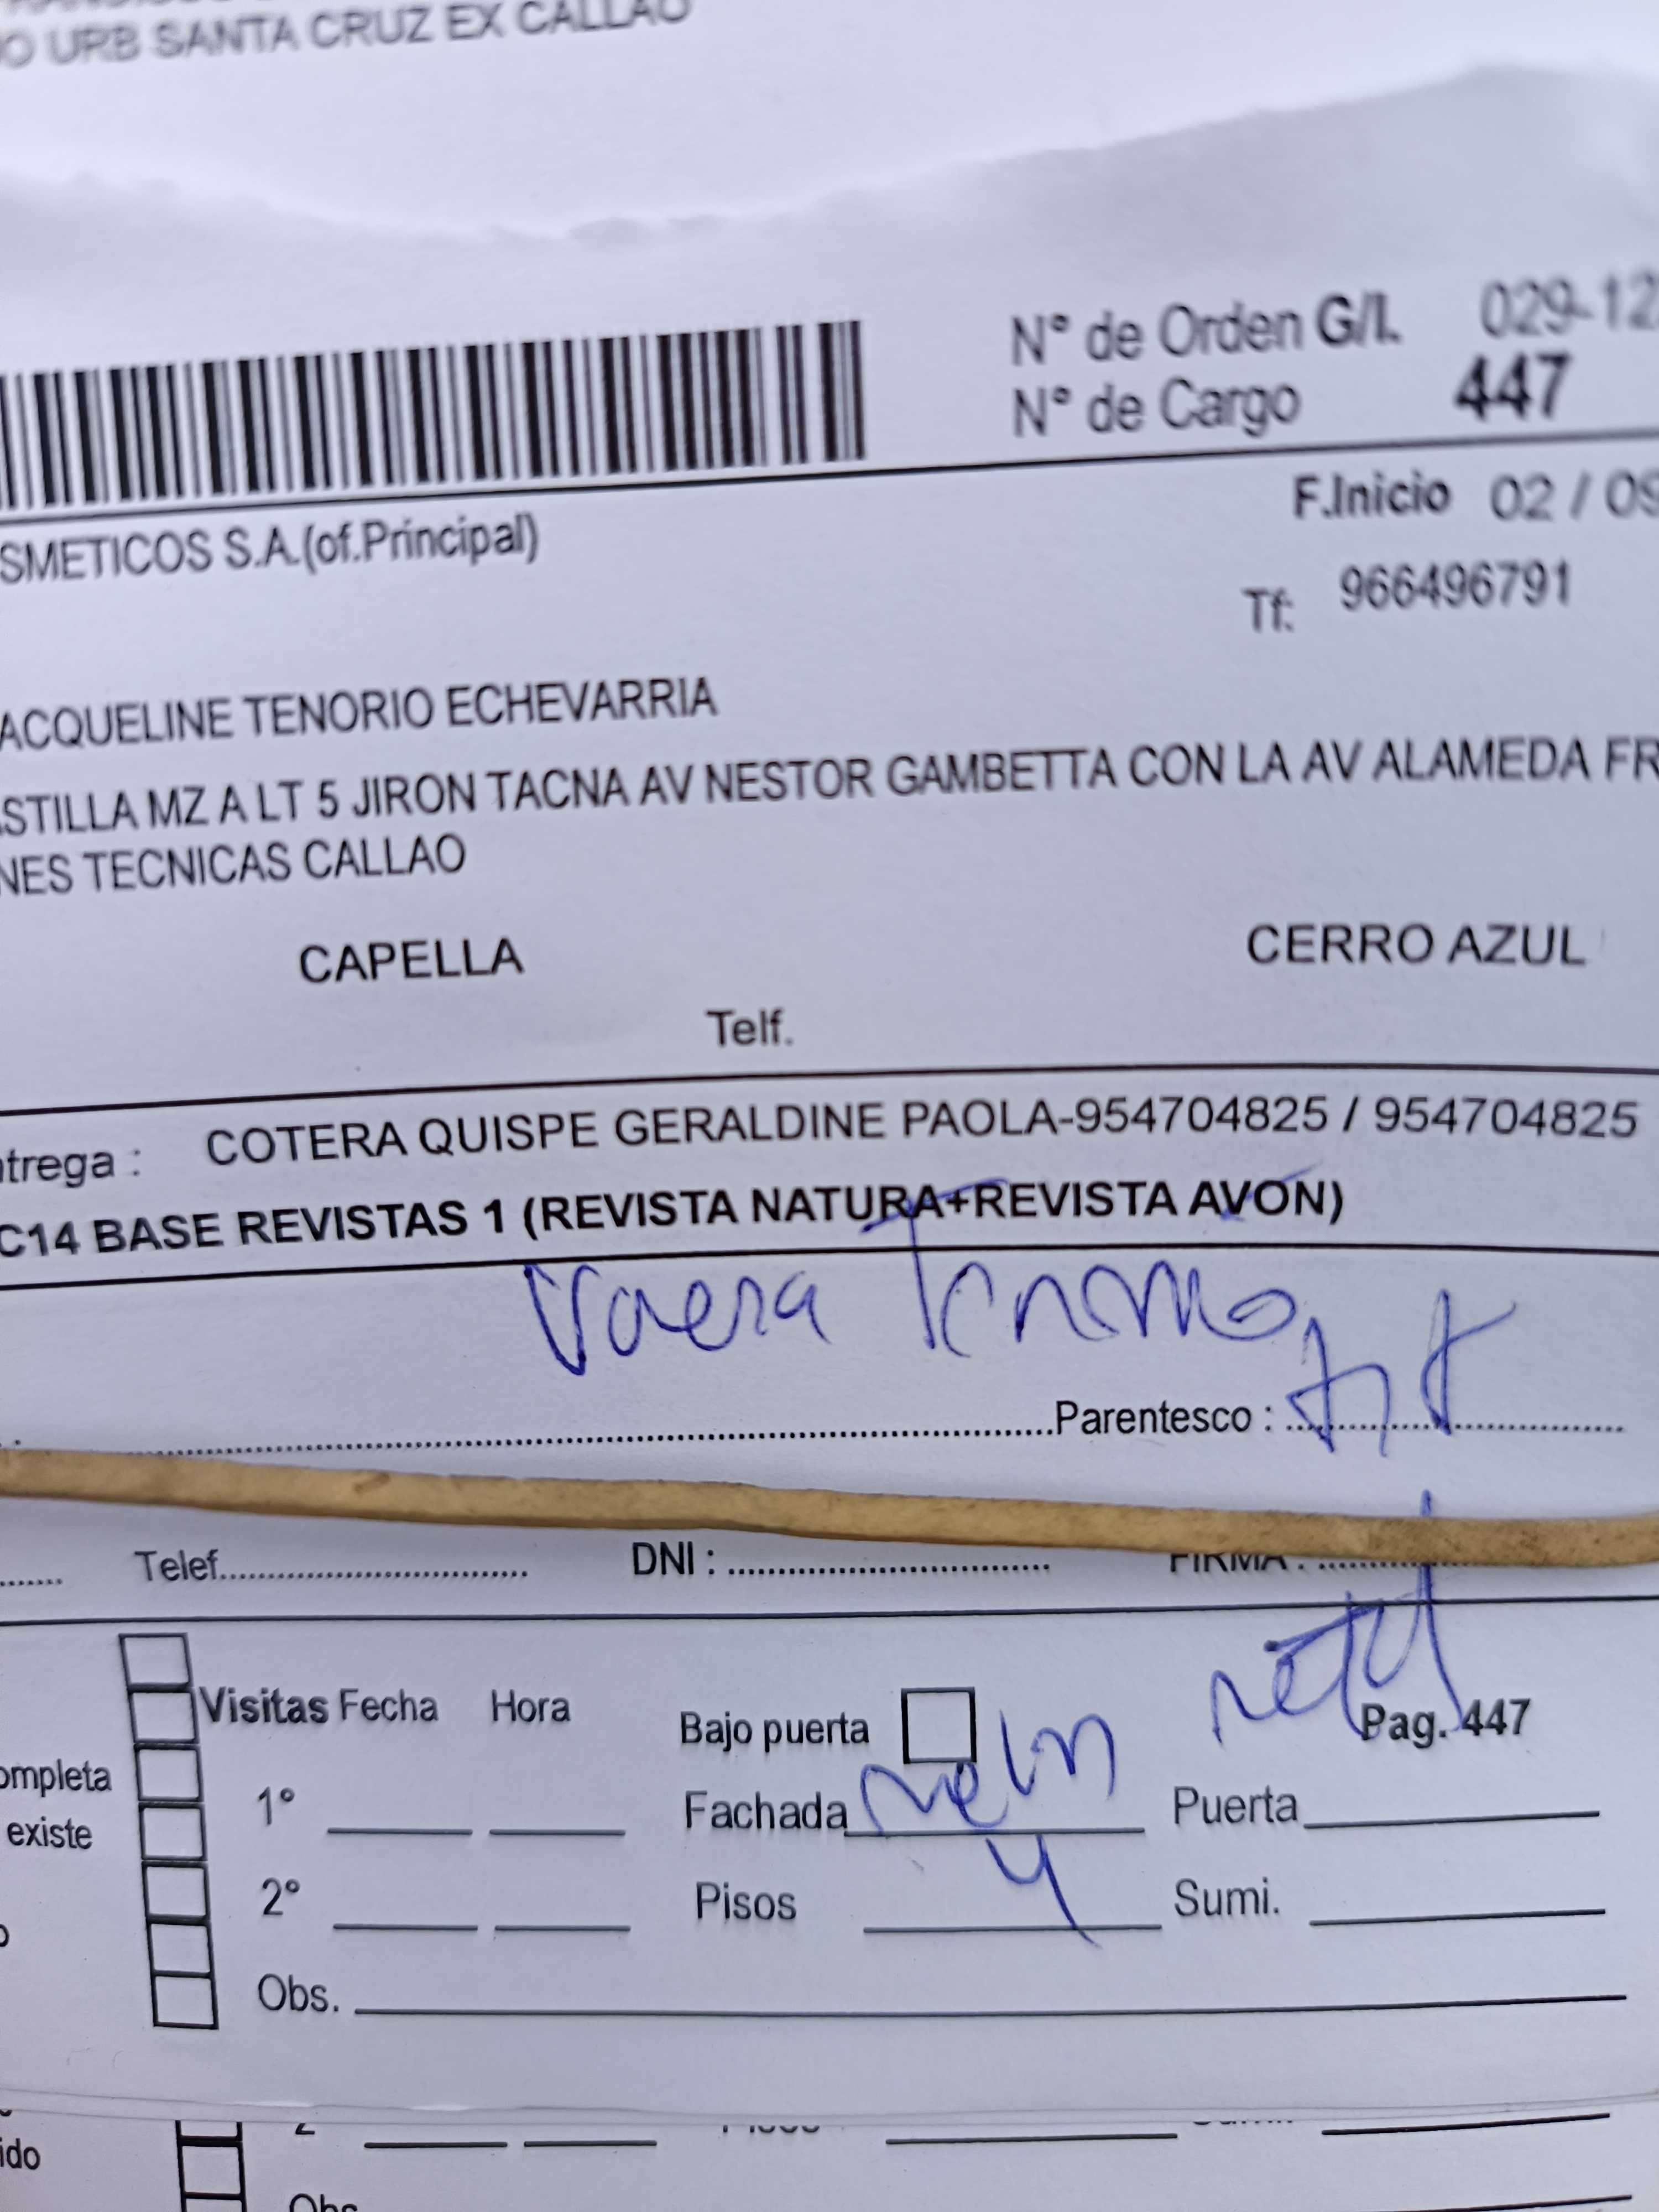 O URB SANTA CRUZ EX CALLAO
N° de Orden G/I. 029-12
N° de Cargo 447
SMETICOS S.A.(of.Principal)
F.Inicio 02 / 09
Tf: 966496791
ACQUELINE TENORIO ECHEVARRIA
STILLA MZ A LT 5 JIRON TACNA AV NESTOR GAMBETTA CON LA AV ALAMEDA FR
NES TECNICAS CALLAO
CAPELLA CERRO AZUL
Telf.
trega : COTERA QUISPE GERALDINE PAOLA-954704825 / 954704825
C14 BASE REVISTAS 1 (REVISTA NATURA+REVISTA AVON)
Tenorio
Parentesco :
Telef. DNI : FIRMA :
Visitas Fecha Hora Bajo puerta Pag. 447
ompleta 1° Fachada Puerta
existe
2° Pisos 4 Sumi.
Obs.
ido
Obs